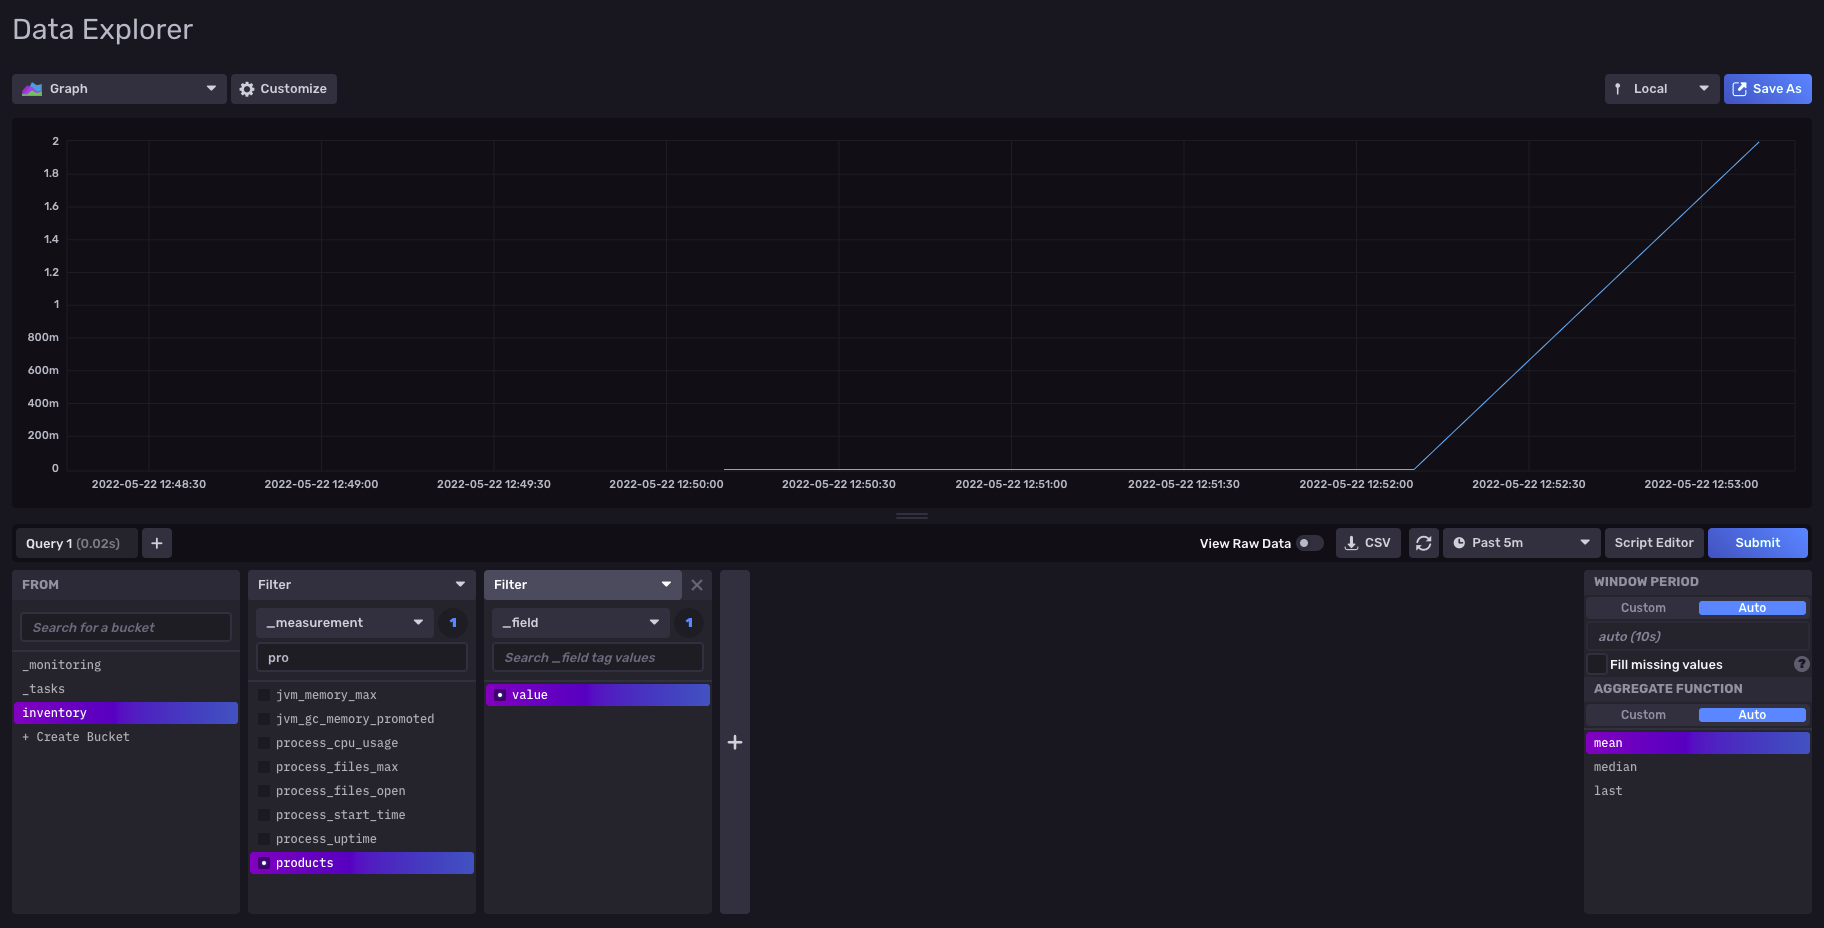 Data Explorer
Graph
Customize
Local
Save As
2
1.8
1.6
1.4
1.2
1
800m
600m
400m
200m
0
2022-05-22 12:48:30
2022-05-22 12:49:00
2022-05-22 12:49:30
2022-05-22 12:50:00
2022-05-22 12:50:30
2022-05-22 12:51:00
2022-05-22 12:51:30
2022-05-22 12:52:00
2022-05-22 12:52:30
2022-05-22 12:53:00
Query 1 (0.02s)
+
View Raw Data
CSV
Past 5m
Script Editor
Submit
FROM
Search for a bucket
_monitoring
_tasks
inventory
+ Create Bucket
Filter
_measurement
1
pro
jvm_memory_max
jvm_gc_memory_promoted
process_cpu_usage
process_files_max
process_files_open
process_start_time
process_uptime
products
Filter
_field
1
Search _field tag values
value
+
WINDOW PERIOD
Custom
Auto
auto (10s)
Fill missing values
?
AGGREGATE FUNCTION
Custom
Auto
mean
median
last